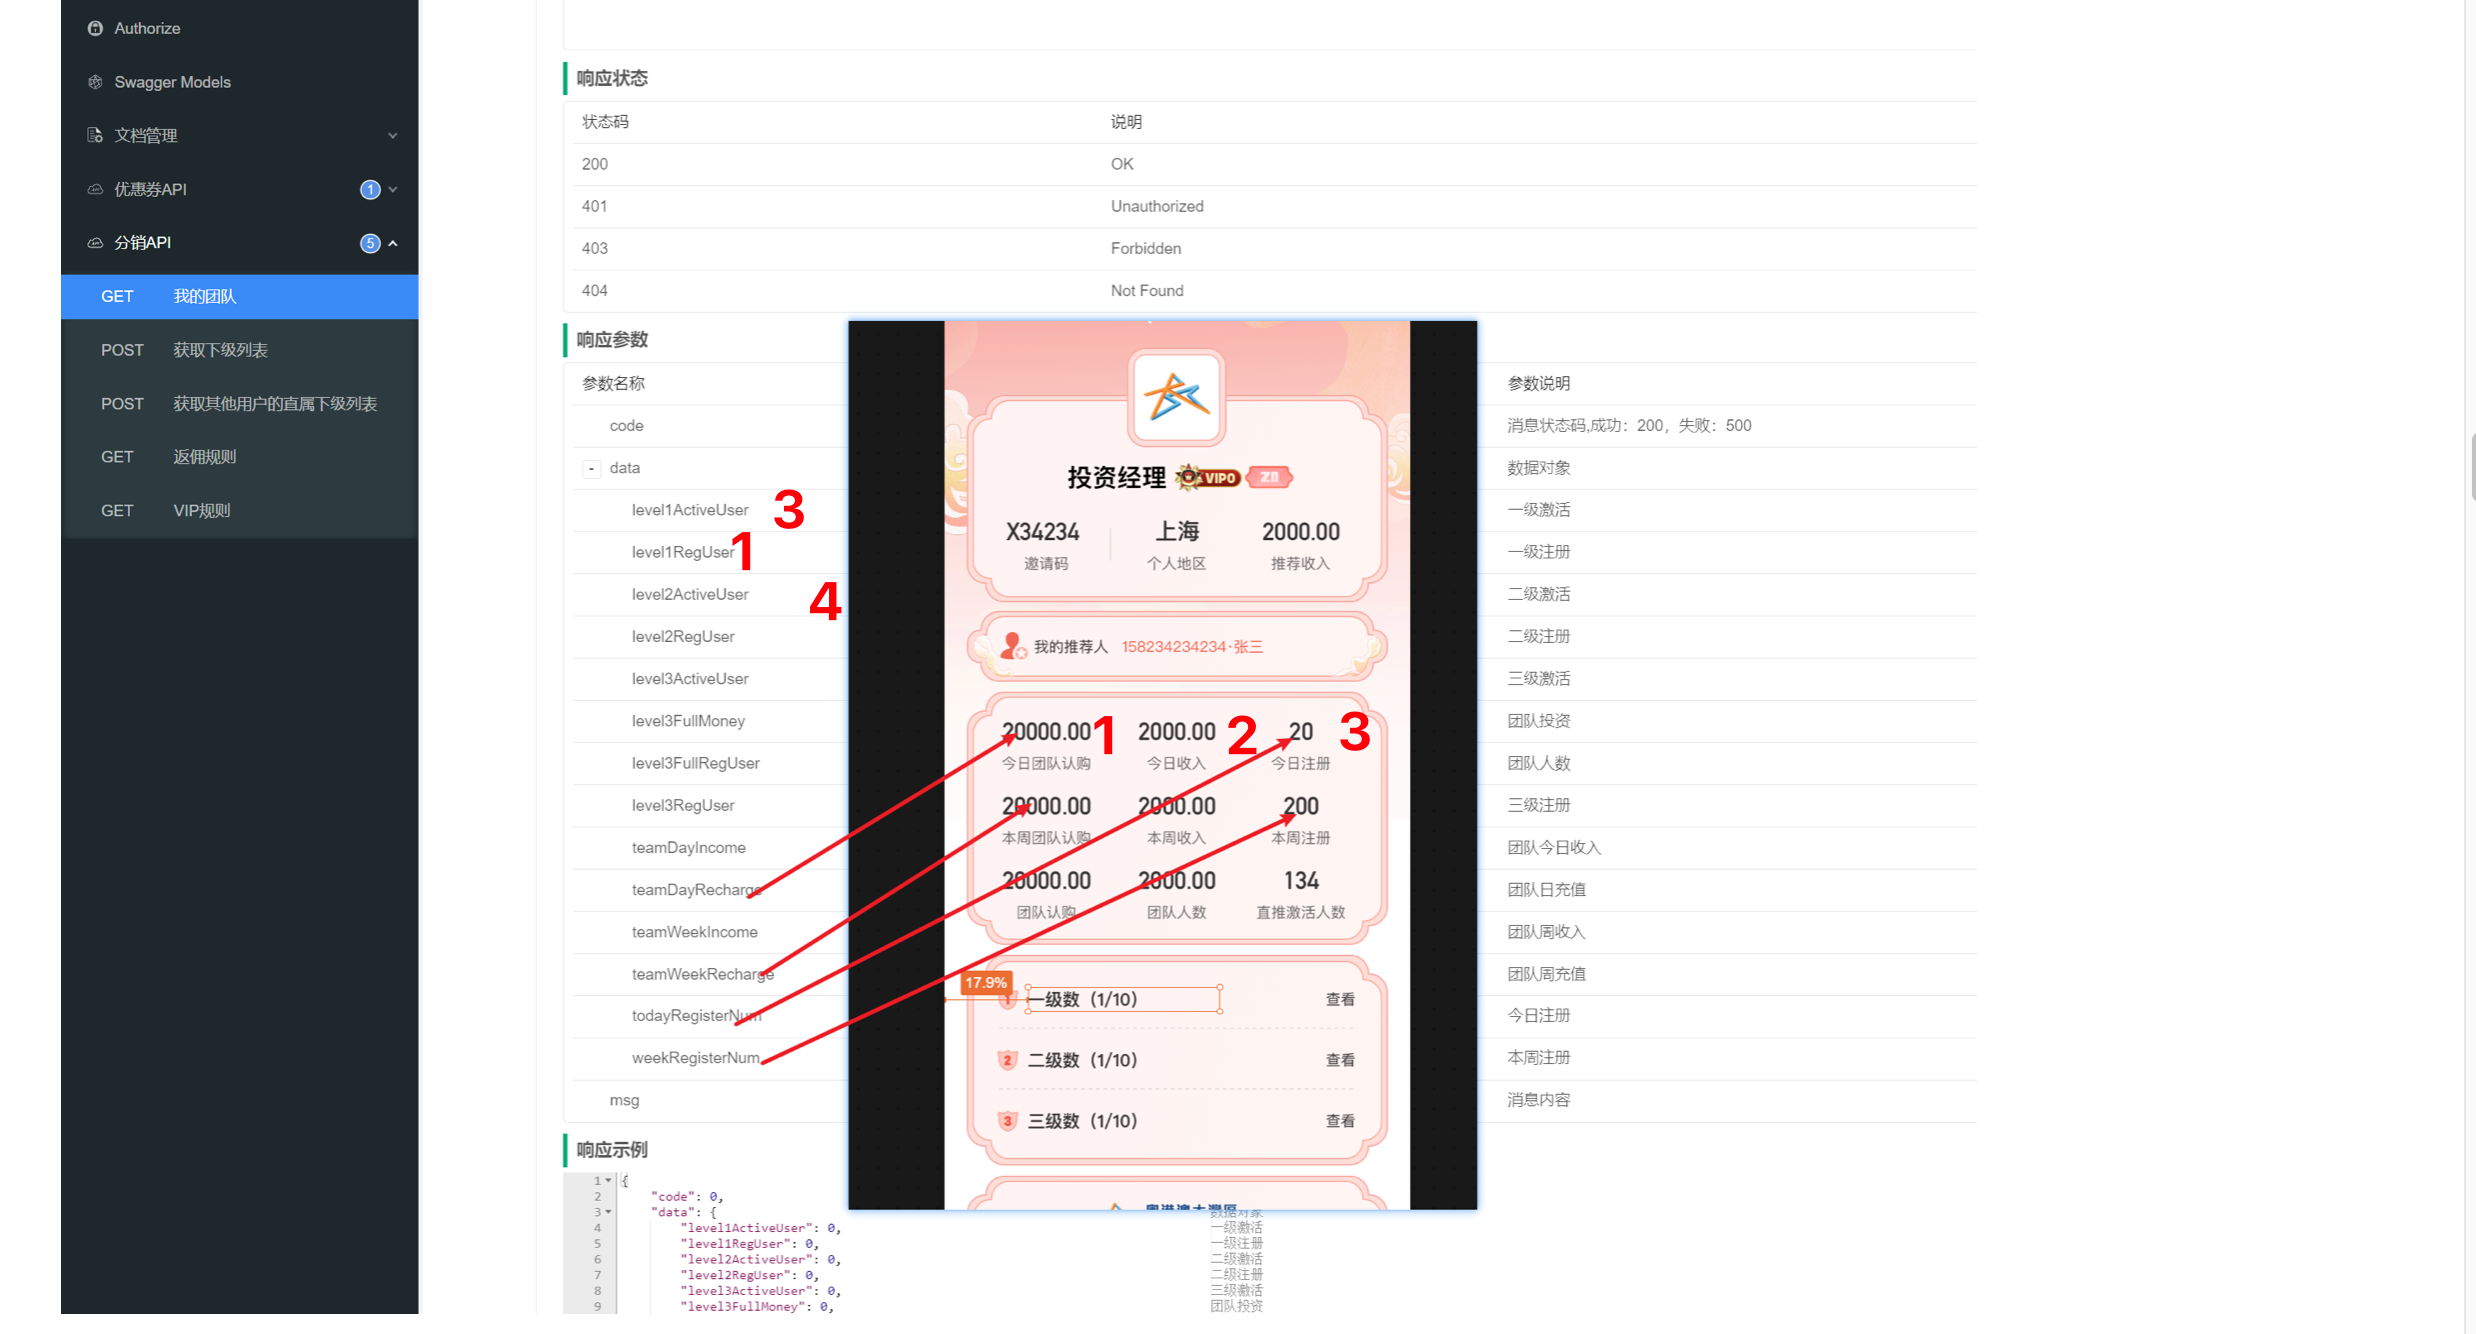 Authorize
Swagger Models
文档管理
优惠券API 1
分销API 5
GET 我的团队
POST 获取下级列表
POST 获取其他用户的直属下级列表
GET 返佣规则
GET VIP规则
响应状态
状态码 说明
200 OK
401 Unauthorized
403 Forbidden
404 Not Found
响应参数
参数名称 参数说明
code 消息状态码,成功：200，失败：500
- data 数据对象
level1ActiveUser 3 一级激活
level1RegUser 1 一级注册
level2ActiveUser 4 二级激活
level2RegUser 二级注册
level3ActiveUser 三级激活
level3FullMoney 团队投资
level3FullRegUser 团队人数
level3RegUser 三级注册
teamDayIncome 团队今日收入
teamDayRecharge 团队日充值
teamWeekIncome 团队周收入
teamWeekRecharge 团队周充值
todayRegisterNum 今日注册
weekRegisterNum 本周注册
msg 消息内容
投资经理 VIP0 Z0
X34234 上海 2000.00
邀请码 个人地区 推荐收入
我的推荐人 158234234234·张三
20000.00 1 2000.00 2 20 3
今日团队认购 今日收入 今日注册
20000.00 2000.00 200
本周团队认购 本周收入 本周注册
20000.00 2000.00 134
团队认购 团队人数 直推激活人数
17.9%
1 一级数（1/10） 查看
2 二级数（1/10） 查看
3 三级数（1/10） 查看
响应示例
1 {
2 "code": 0,
3 "data": { 数据对象
4 "level1ActiveUser": 0, 一级激活
5 "level1RegUser": 0, 一级注册
6 "level2ActiveUser": 0, 二级激活
7 "level2RegUser": 0, 二级注册
8 "level3ActiveUser": 0, 三级激活
9 "level3FullMoney": 0, 团队投资